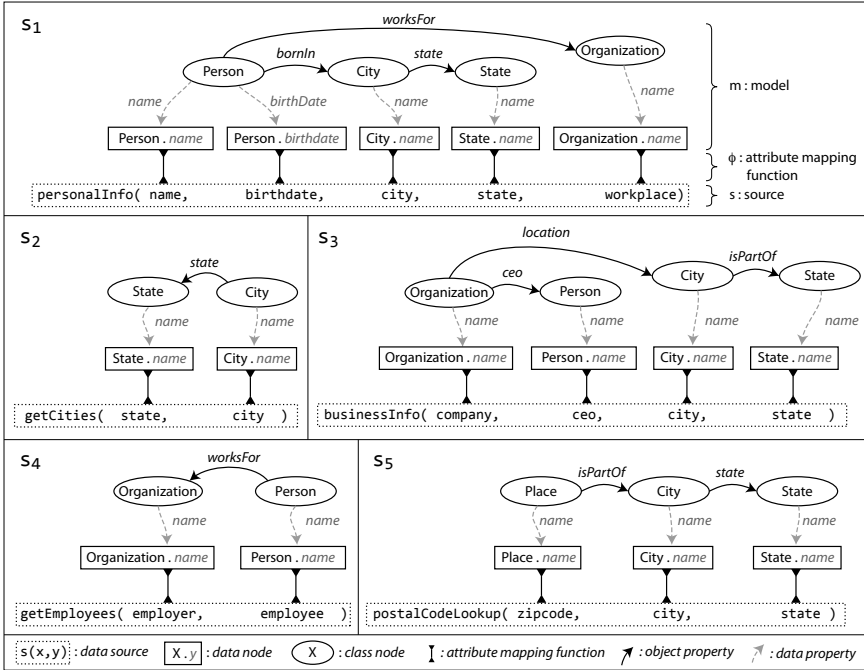 S1
worksFor
bornIn
state
Person
City
State
Organization
name
birthDate
name
name
name
Person.name
Person.birthdate
City.name
State.name
Organization.name
personalInfo( name, birthdate, city, state, workplace)
m : model
ϕ : attribute mapping
function
s : source
S2
state
State
City
name
name
State.name
City.name
getCities( state, city )
S3
location
ceo
isPartOf
Organization
Person
City
State
name
name
name
name
Organization.name
Person.name
City.name
State.name
businessInfo( company, ceo, city, state )
S4
worksFor
Organization
Person
name
name
Organization.name
Person.name
getEmployees( employer, employee )
S5
isPartOf
state
Place
City
State
name
name
name
Place.name
City.name
State.name
postalCodeLookup( zipcode, city, state )
s(x,y) : data source X.y : data node X : class node : attribute mapping function : object property : data property